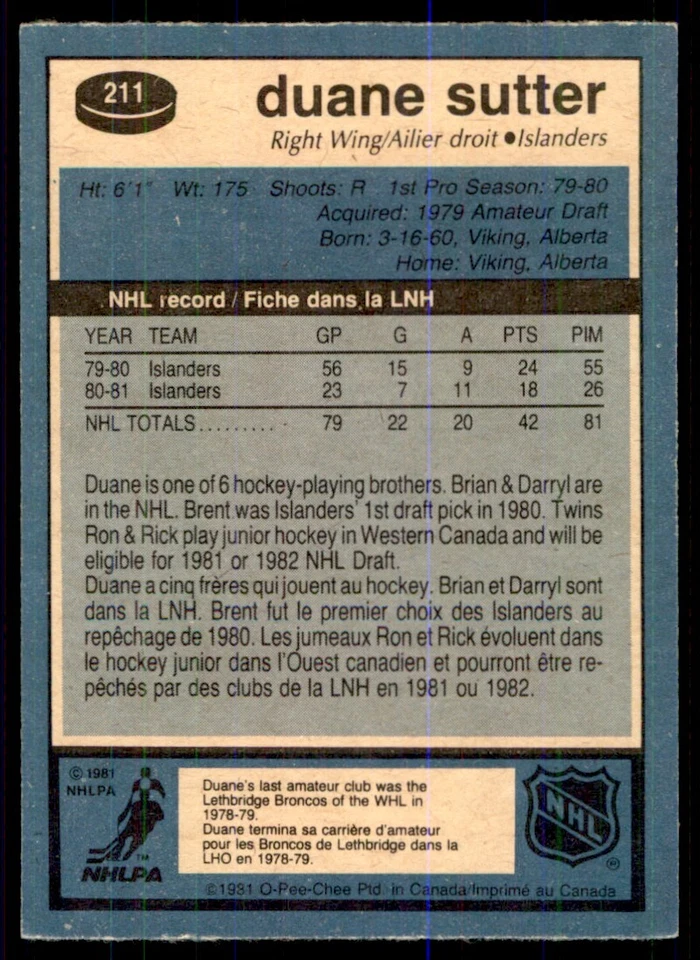 211
duane sutter
Right Wing/Ailier droit ●Islanders
Ht: 6'1" Wt: 175 Shoots: R 1st Pro Season: 79-80
Acquired: 1979 Amateur Draft
Born: 3-16-60, Viking, Alberta
Home: Viking, Alberta
NHL record / Fiche dans la LNH
YEAR TEAM GP G A PTS PIM
79-80 Islanders 56 15 9 24 55
80-81 Islanders 23 7 11 18 26
NHL TOTALS......... 79 22 20 42 81
Duane is one of 6 hockey-playing brothers. Brian & Darryl are
in the NHL. Brent was Islanders' 1st draft pick in 1980. Twins
Ron & Rick play junior hockey in Western Canada and will be
eligible for 1981 or 1982 NHL Draft.
Duane a cinq frères qui jouent au hockey. Brian et Darryl sont
dans la LNH. Brent fut le premier choix des Islanders au
repêchage de 1980. Les jumeaux Ron et Rick évoluent dans
le hockey junior dans l'Ouest canadien et pourront être re-
pêchés par des clubs de la LNH en 1981 ou 1982.
© 1981
NHLPA
TM
NHLPA
Duane's last amateur club was the
Lethbridge Broncos of the WHL in
1978-79.
Duane termina sa carrière d'amateur
pour les Broncos de Lethbridge dans la
LHO en 1978-79.
NHL
®
©1981 O-Pee-Chee Ptd. in Canada/Imprimé au Canada